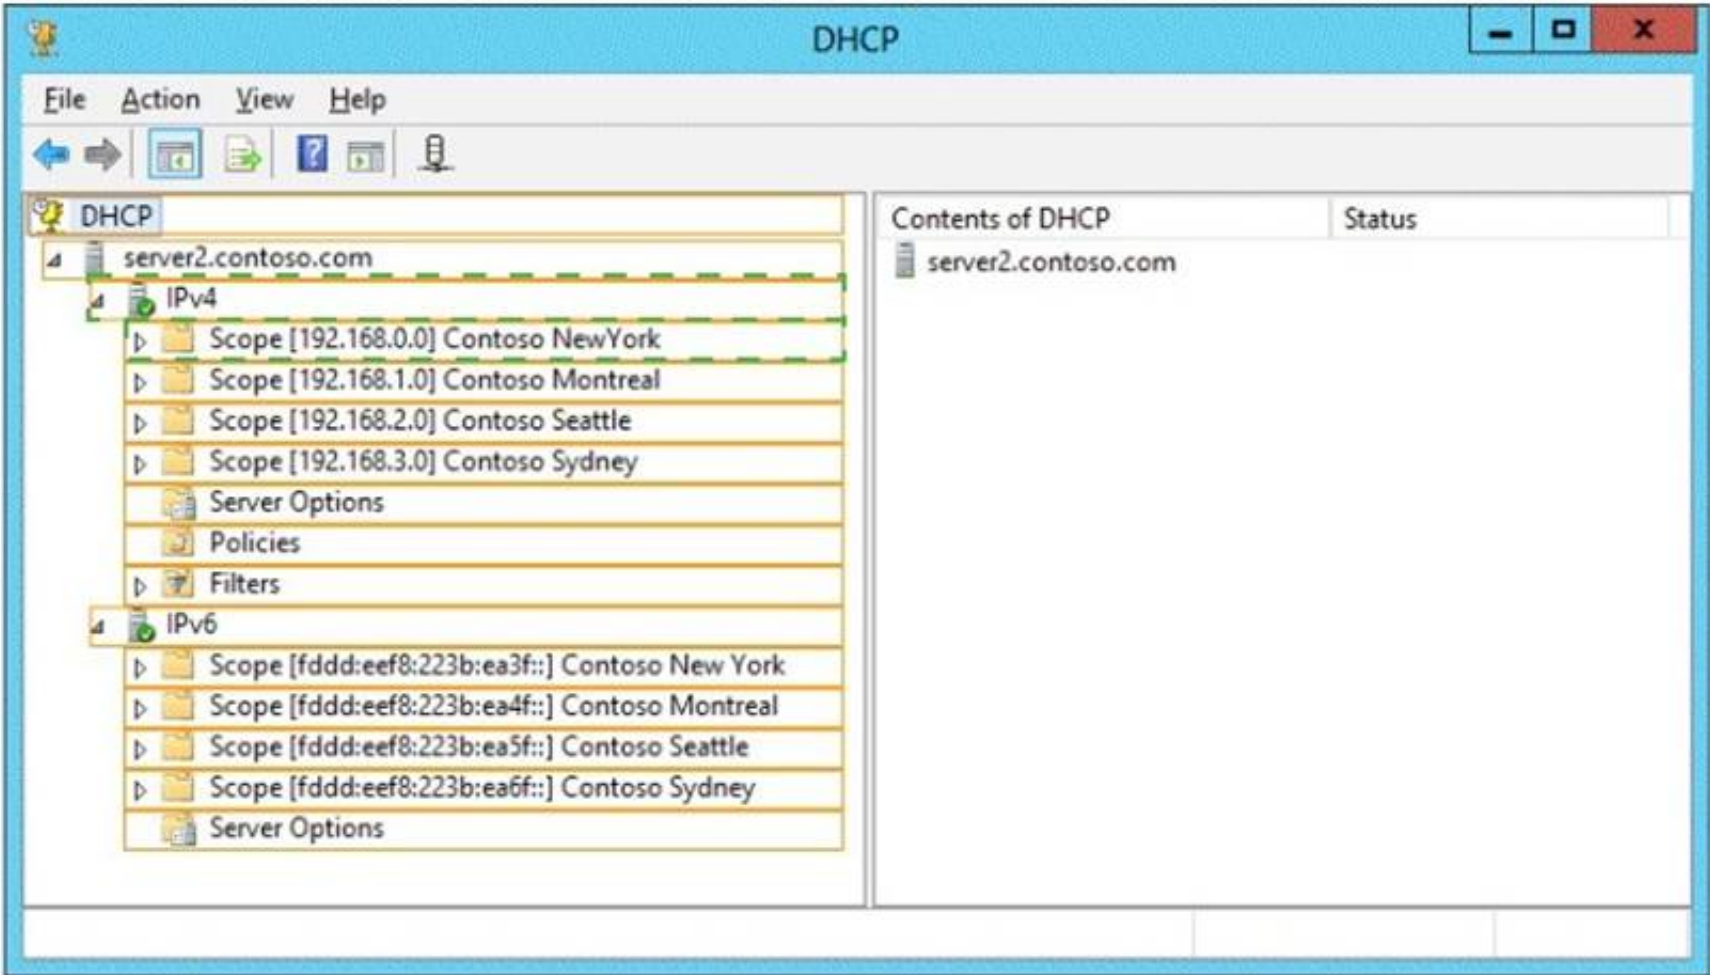 DHCP
File Action View Help
DHCP
server2.contoso.com
IPv4
Scope [192.168.0.0] Contoso NewYork
Scope [192.168.1.0] Contoso Montreal
Scope [192.168.2.0] Contoso Seattle
Scope [192.168.3.0] Contoso Sydney
Server Options
Policies
Filters
IPv6
Scope [fddd:eef8:223b:ea3f::] Contoso New York
Scope [fddd:eef8:223b:ea4f::] Contoso Montreal
Scope [fddd:eef8:223b:ea5f::] Contoso Seattle
Scope [fddd:eef8:223b:ea6f::] Contoso Sydney
Server Options
Contents of DHCP Status
server2.contoso.com